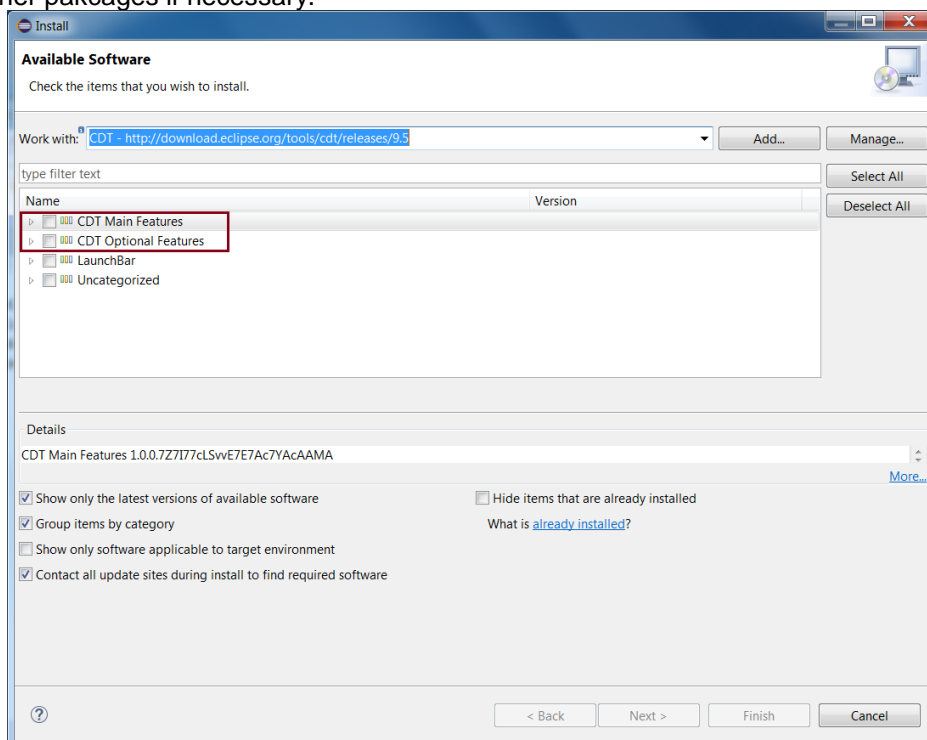 her pakcages if necessary.
Install
Available Software
Check the items that you wish to install.
Work with: CDT - http://download.eclipse.org/tools/cdt/releases/9.5 Add... Manage...
type filter text Select All
Name Version Deselect All
CDT Main Features
CDT Optional Features
LaunchBar
Uncategorized
Details
CDT Main Features 1.0.0.7Z7I77cLSvvE7E7Ac7YAcAAMA
More...
Show only the latest versions of available software Hide items that are already installed
Group items by category What is already installed?
Show only software applicable to target environment
Contact all update sites during install to find required software
< Back Next > Finish Cancel